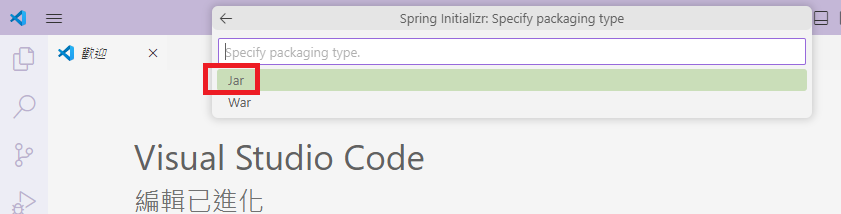 Spring Initializr: Specify packaging type
歡迎
Specify packaging type.
Jar
War
Visual Studio Code
編輯已進化